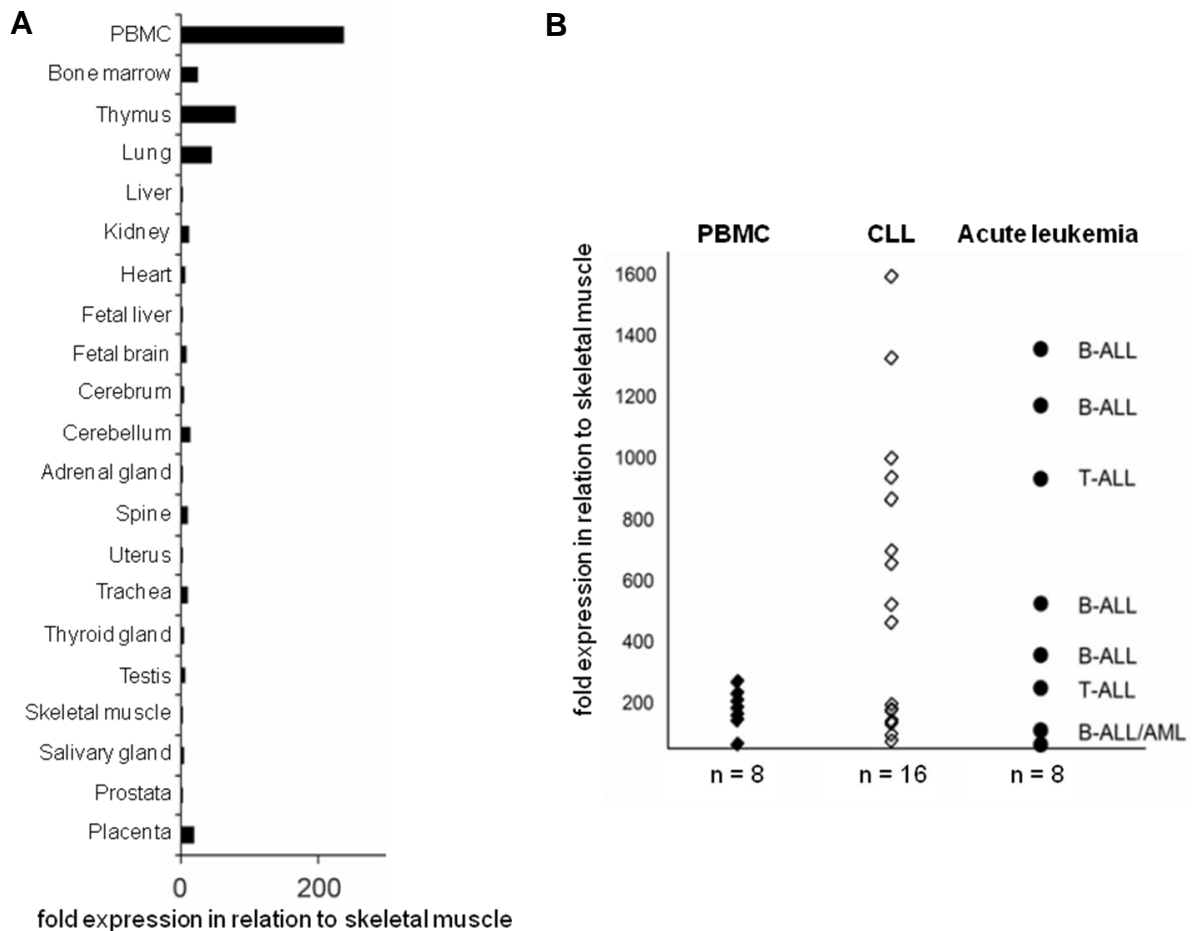 A
PBMC
Bone marrow
Thymus
Lung
Liver
Kidney
Heart
Fetal liver
Fetal brain
Cerebrum
Cerebellum
Adrenal gland
Spine
Uterus
Trachea
Thyroid gland
Testis
Skeletal muscle
Salivary gland
Prostata
Placenta
0 200
fold expression in relation to skeletal muscle
B
PBMC CLL Acute leukemia
fold expression in relation to skeletal muscle
1600
1400
1200
1000
800
600
400
200
B-ALL
B-ALL
T-ALL
B-ALL
B-ALL
T-ALL
B-ALL/AML
n = 8 n = 16 n = 8